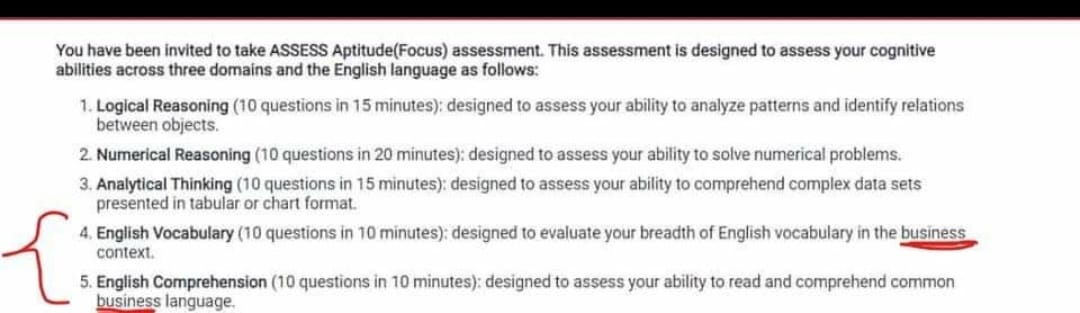 You have been invited to take ASSESS Aptitude(Focus) assessment. This assessment is designed to assess your cognitive
abilities across three domains and the English language as follows:
1. Logical Reasoning (10 questions in 15 minutes): designed to assess your ability to analyze patterns and identify relations
between objects.
2. Numerical Reasoning (10 questions in 20 minutes): designed to assess your ability to solve numerical problems.
3. Analytical Thinking (10 questions in 15 minutes): designed to assess your ability to comprehend complex data sets
presented in tabular or chart format.
4. English Vocabulary (10 questions in 10 minutes): designed to evaluate your breadth of English vocabulary in the business
context.
5. English Comprehension (10 questions in 10 minutes): designed to assess your ability to read and comprehend common
business language.